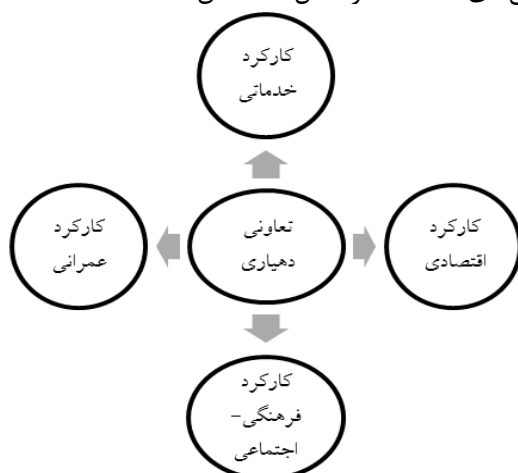 کارکرد
خدماتی
کارکرد
اقتصادی
تعاونی
دهیاری
کارکرد
عمرانی
کارکرد
فرهنگی-
اجتماعی